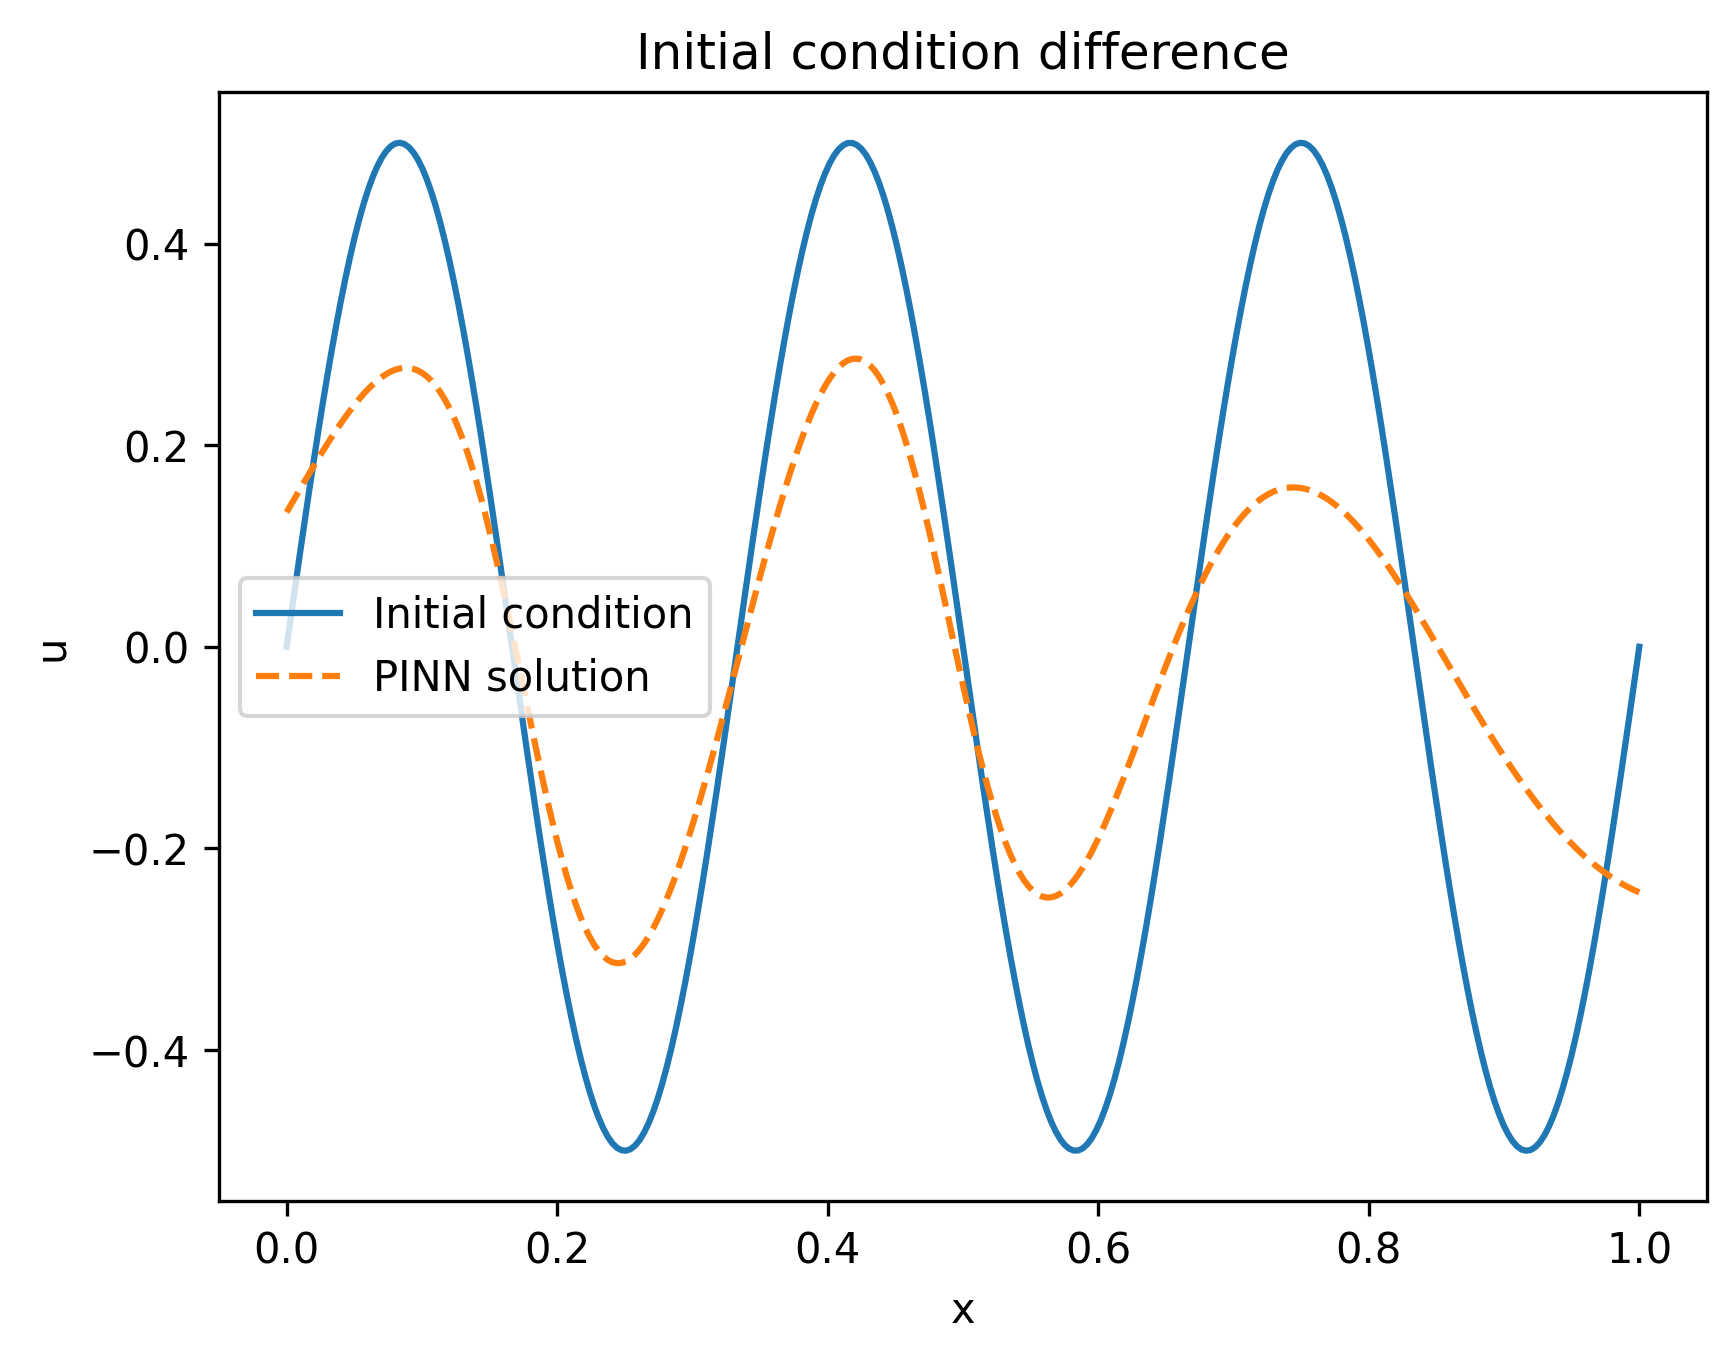 Initial condition difference
0.4
0.2
0.0
−0.2
−0.4
u
Initial condition
PINN solution
0.0 0.2 0.4 0.6 0.8 1.0
x